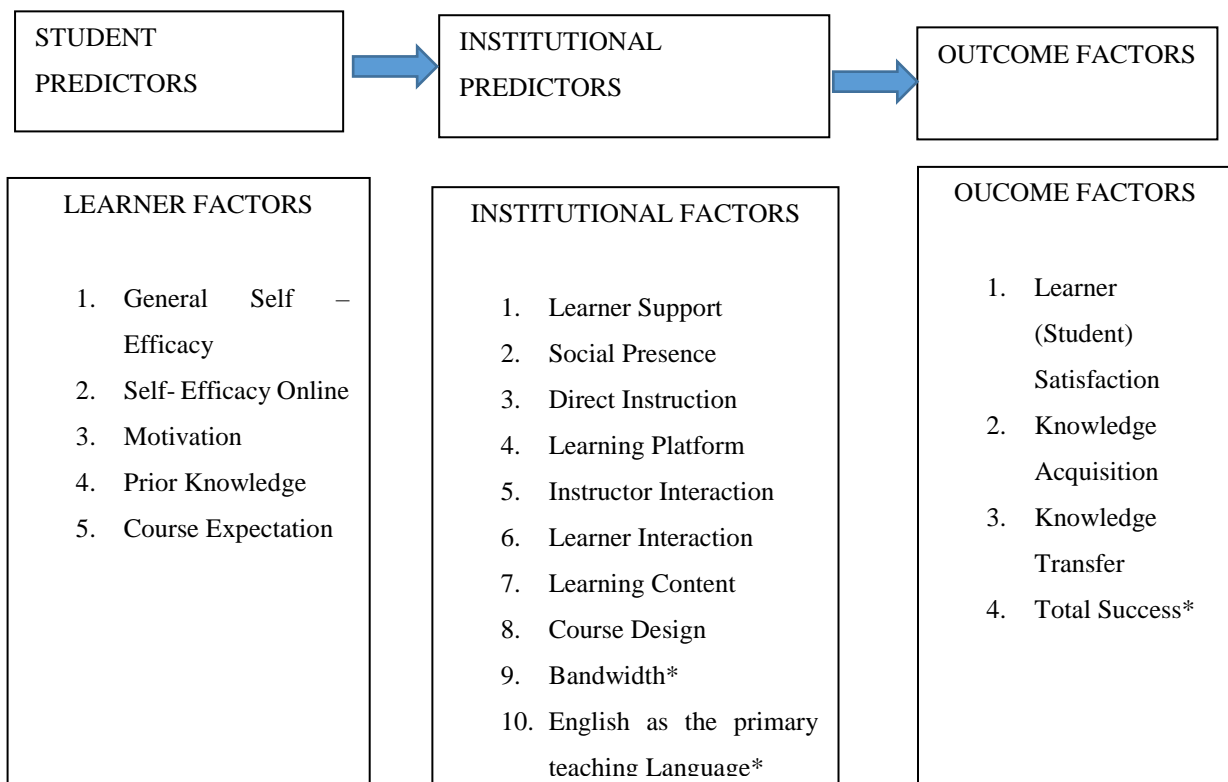 STUDENT
PREDICTORS
INSTITUTIONAL
PREDICTORS
OUTCOME FACTORS
LEARNER FACTORS
1. General Self –
Efficacy
2. Self- Efficacy Online
3. Motivation
4. Prior Knowledge
5. Course Expectation
INSTITUTIONAL FACTORS
1. Learner Support
2. Social Presence
3. Direct Instruction
4. Learning Platform
5. Instructor Interaction
6. Learner Interaction
7. Learning Content
8. Course Design
9. Bandwidth*
10. English as the primary
teaching Language*
OUCOME FACTORS
1. Learner
(Student)
Satisfaction
2. Knowledge
Acquisition
3. Knowledge
Transfer
4. Total Success*